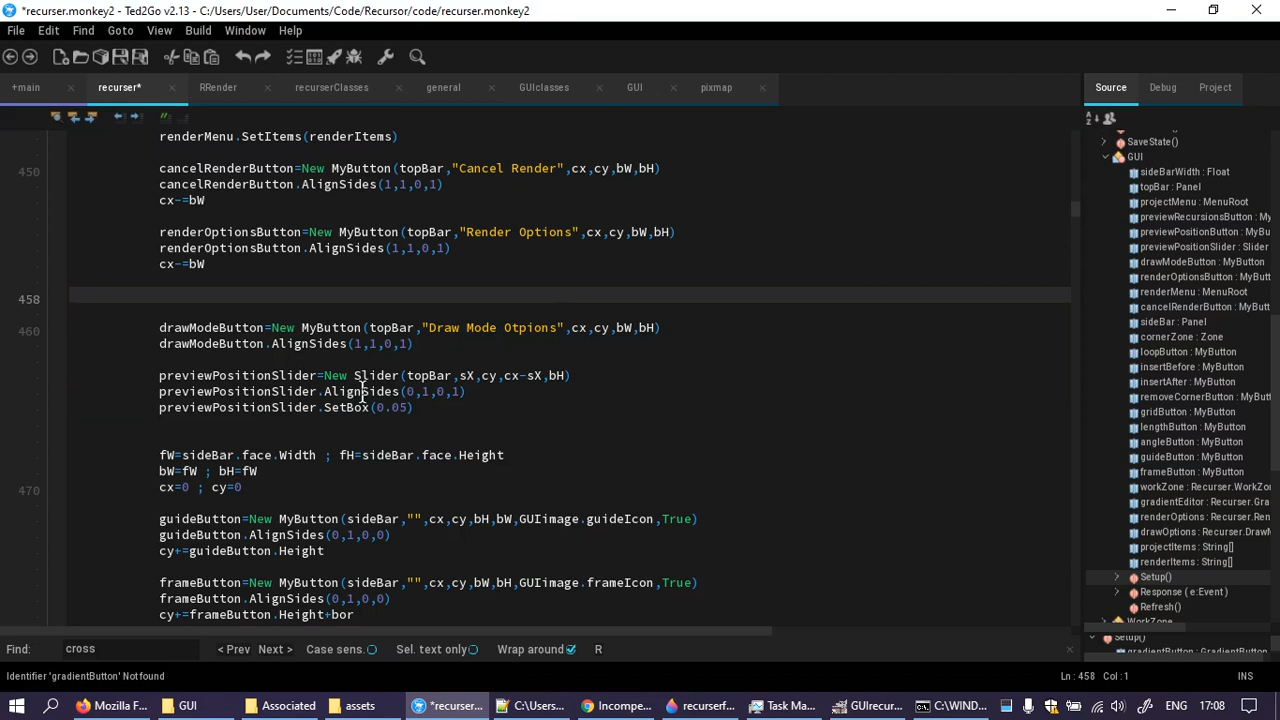 *recurser.monkey2 - Ted2Go v2.13 - C:/Users/User/Documents/Code/Recursor/code/recurser.monkey2
File Edit Find Goto View Build Window Help
+main recurser* RRender recurserClasses general GUIclasses GUI pixmap Source Debug Project
renderMenu.SetItems(renderItems)
450 cancelRenderButton=New MyButton(topBar,"Cancel Render",cx,cy,bW,bH)
cancelRenderButton.AlignSides(1,1,0,1)
cx-=bW
renderOptionsButton=New MyButton(topBar,"Render Options",cx,cy,bW,bH)
renderOptionsButton.AlignSides(1,1,0,1)
cx-=bW
458
460 drawModeButton=New MyButton(topBar,"Draw Mode Otpions",cx,cy,bW,bH)
drawModeButton.AlignSides(1,1,0,1)
previewPositionSlider=New Slider(topBar,sX,cy,cx-sX,bH)
previewPositionSlider.AlignSides(0,1,0,1)
previewPositionSlider.SetBox(0.05)
fW=sideBar.face.Width ; fH=sideBar.face.Height
bW=fW ; bH=fW
470 cx=0 ; cy=0
guideButton=New MyButton(sideBar,"",cx,cy,bH,bW,GUIimage.guideIcon,True)
guideButton.AlignSides(0,1,0,0)
cy+=guideButton.Height
frameButton=New MyButton(sideBar,"",cx,cy,bW,bH,GUIimage.frameIcon,True)
frameButton.AlignSides(0,1,0,0)
cy+=frameButton.Height+bor
SaveState()
GUI
sideBarWidth : Float
topBar : Panel
projectMenu : MenuRoot
previewRecursionsButton : My
previewPositionButton : MyBu
previewPositionSlider : Slider
drawModeButton : MyButton
renderOptionsButton : MyButt
renderMenu : MenuRoot
cancelRenderButton : MyButt
sideBar : Panel
cornerZone : Zone
loopButton : MyButton
insertBefore : MyButton
insertAfter : MyButton
removeCornerButton : MyButt
gridButton : MyButton
lengthButton : MyButton
angleButton : MyButton
guideButton : MyButton
frameButton : MyButton
workZone : Recurser.WorkZo
gradientEditor : Recurser.Gra
renderOptions : Recurser.Ren
drawOptions : Recurser.DrawM
projectItems : String[]
renderItems : String[]
Setup()
Response ( e:Event )
Refresh()
WorkZone
Setup()
Find: cross < Prev Next > Case sens. Sel. text only Wrap around R
Identifier 'gradientButton' Not found Ln : 458 Col : 1 INS
Mozilla F... GUI Associated assets *recurser... C:\Users... Incompe... recurserf... Task Ma... GUIrecur... C:\WIND... ENG 17:08